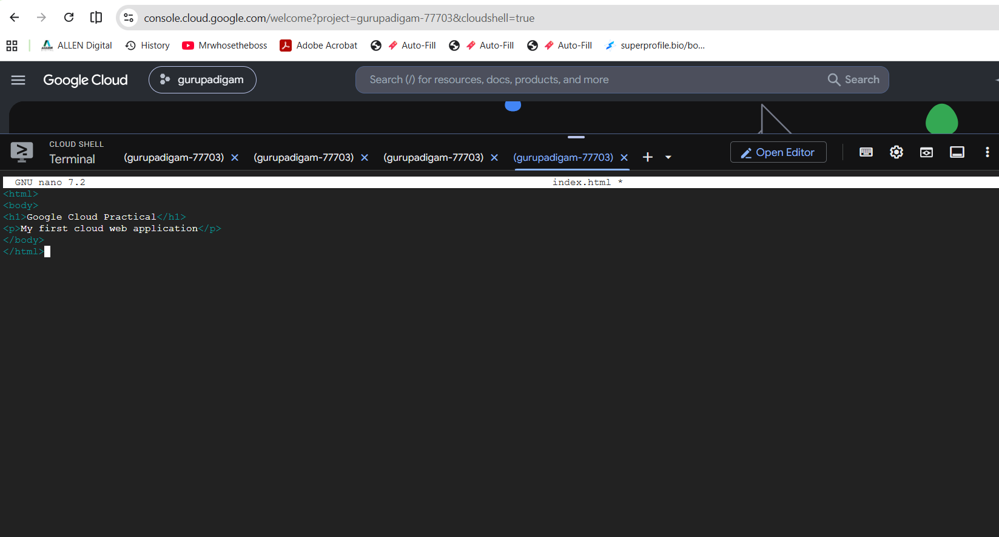 console.cloud.google.com/welcome?project=gurupadigam-77703&cloudshell=true
ALLEN Digital History Mrwhosetheboss Adobe Acrobat Auto-Fill Auto-Fill Auto-Fill superprofile.bio/bo...
Google Cloud gurupadigam Search (/) for resources, docs, products, and more Search
CLOUD SHELL
Terminal (gurupadigam-77703) (gurupadigam-77703) (gurupadigam-77703) (gurupadigam-77703) Open Editor
GNU nano 7.2 index.html *
<html>
<body>
<h1>Google Cloud Practical</h1>
<p>My first cloud web application</p>
</body>
</html>